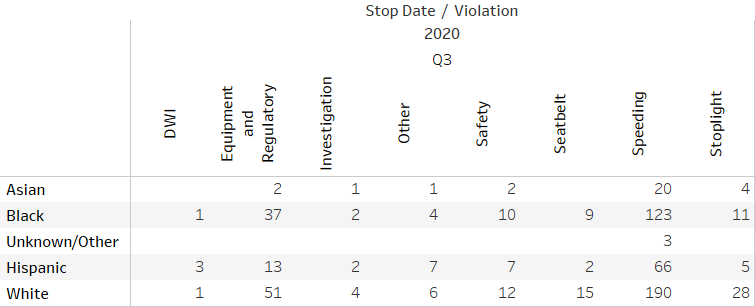 Stop Date / Violation
2020
Q3
DWI
Equipment
and
Regulatory
Investigation
Other
Safety
Seatbelt
Speeding
Stoplight
Asian 2 1 1 2 20 4
Black 1 37 2 4 10 9 123 11
Unknown/Other 3
Hispanic 3 13 2 7 7 2 66 5
White 1 51 4 6 12 15 190 28